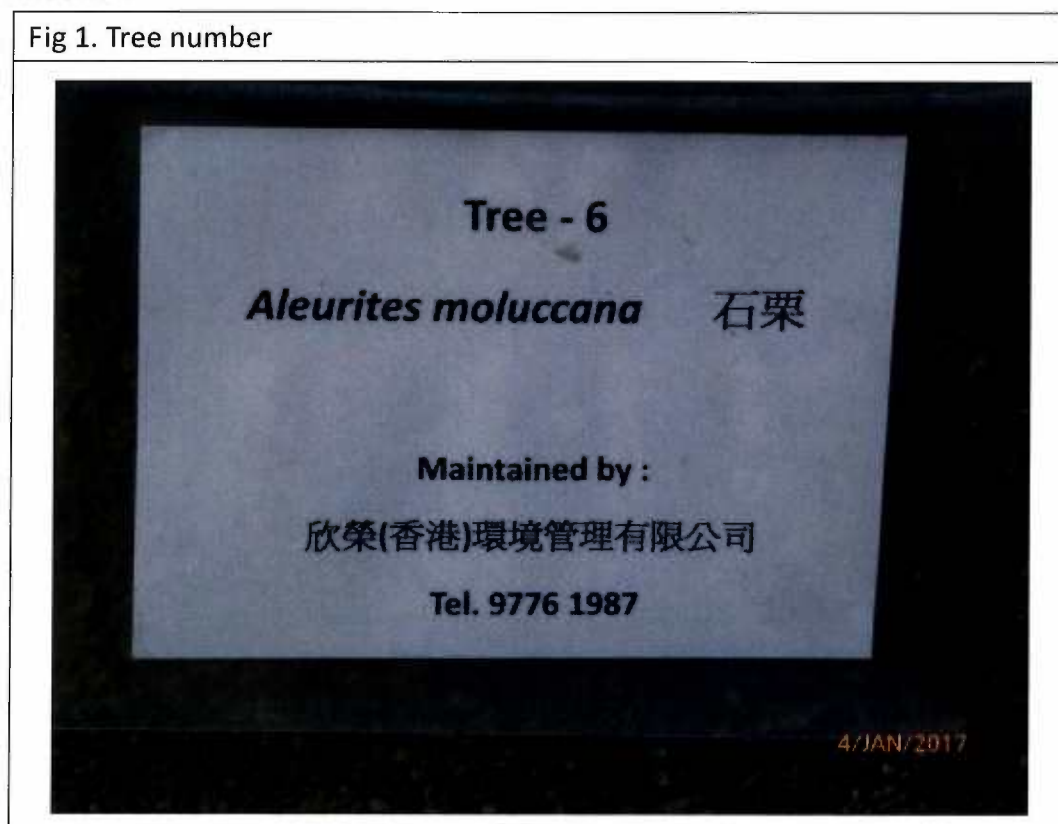 Fig 1. Tree number
Tree - 6
Aleurites moluccana 石栗
Maintained by :
欣榮(香港)環境管理有限公司
Tel. 9776 1987
4/JAN/2017